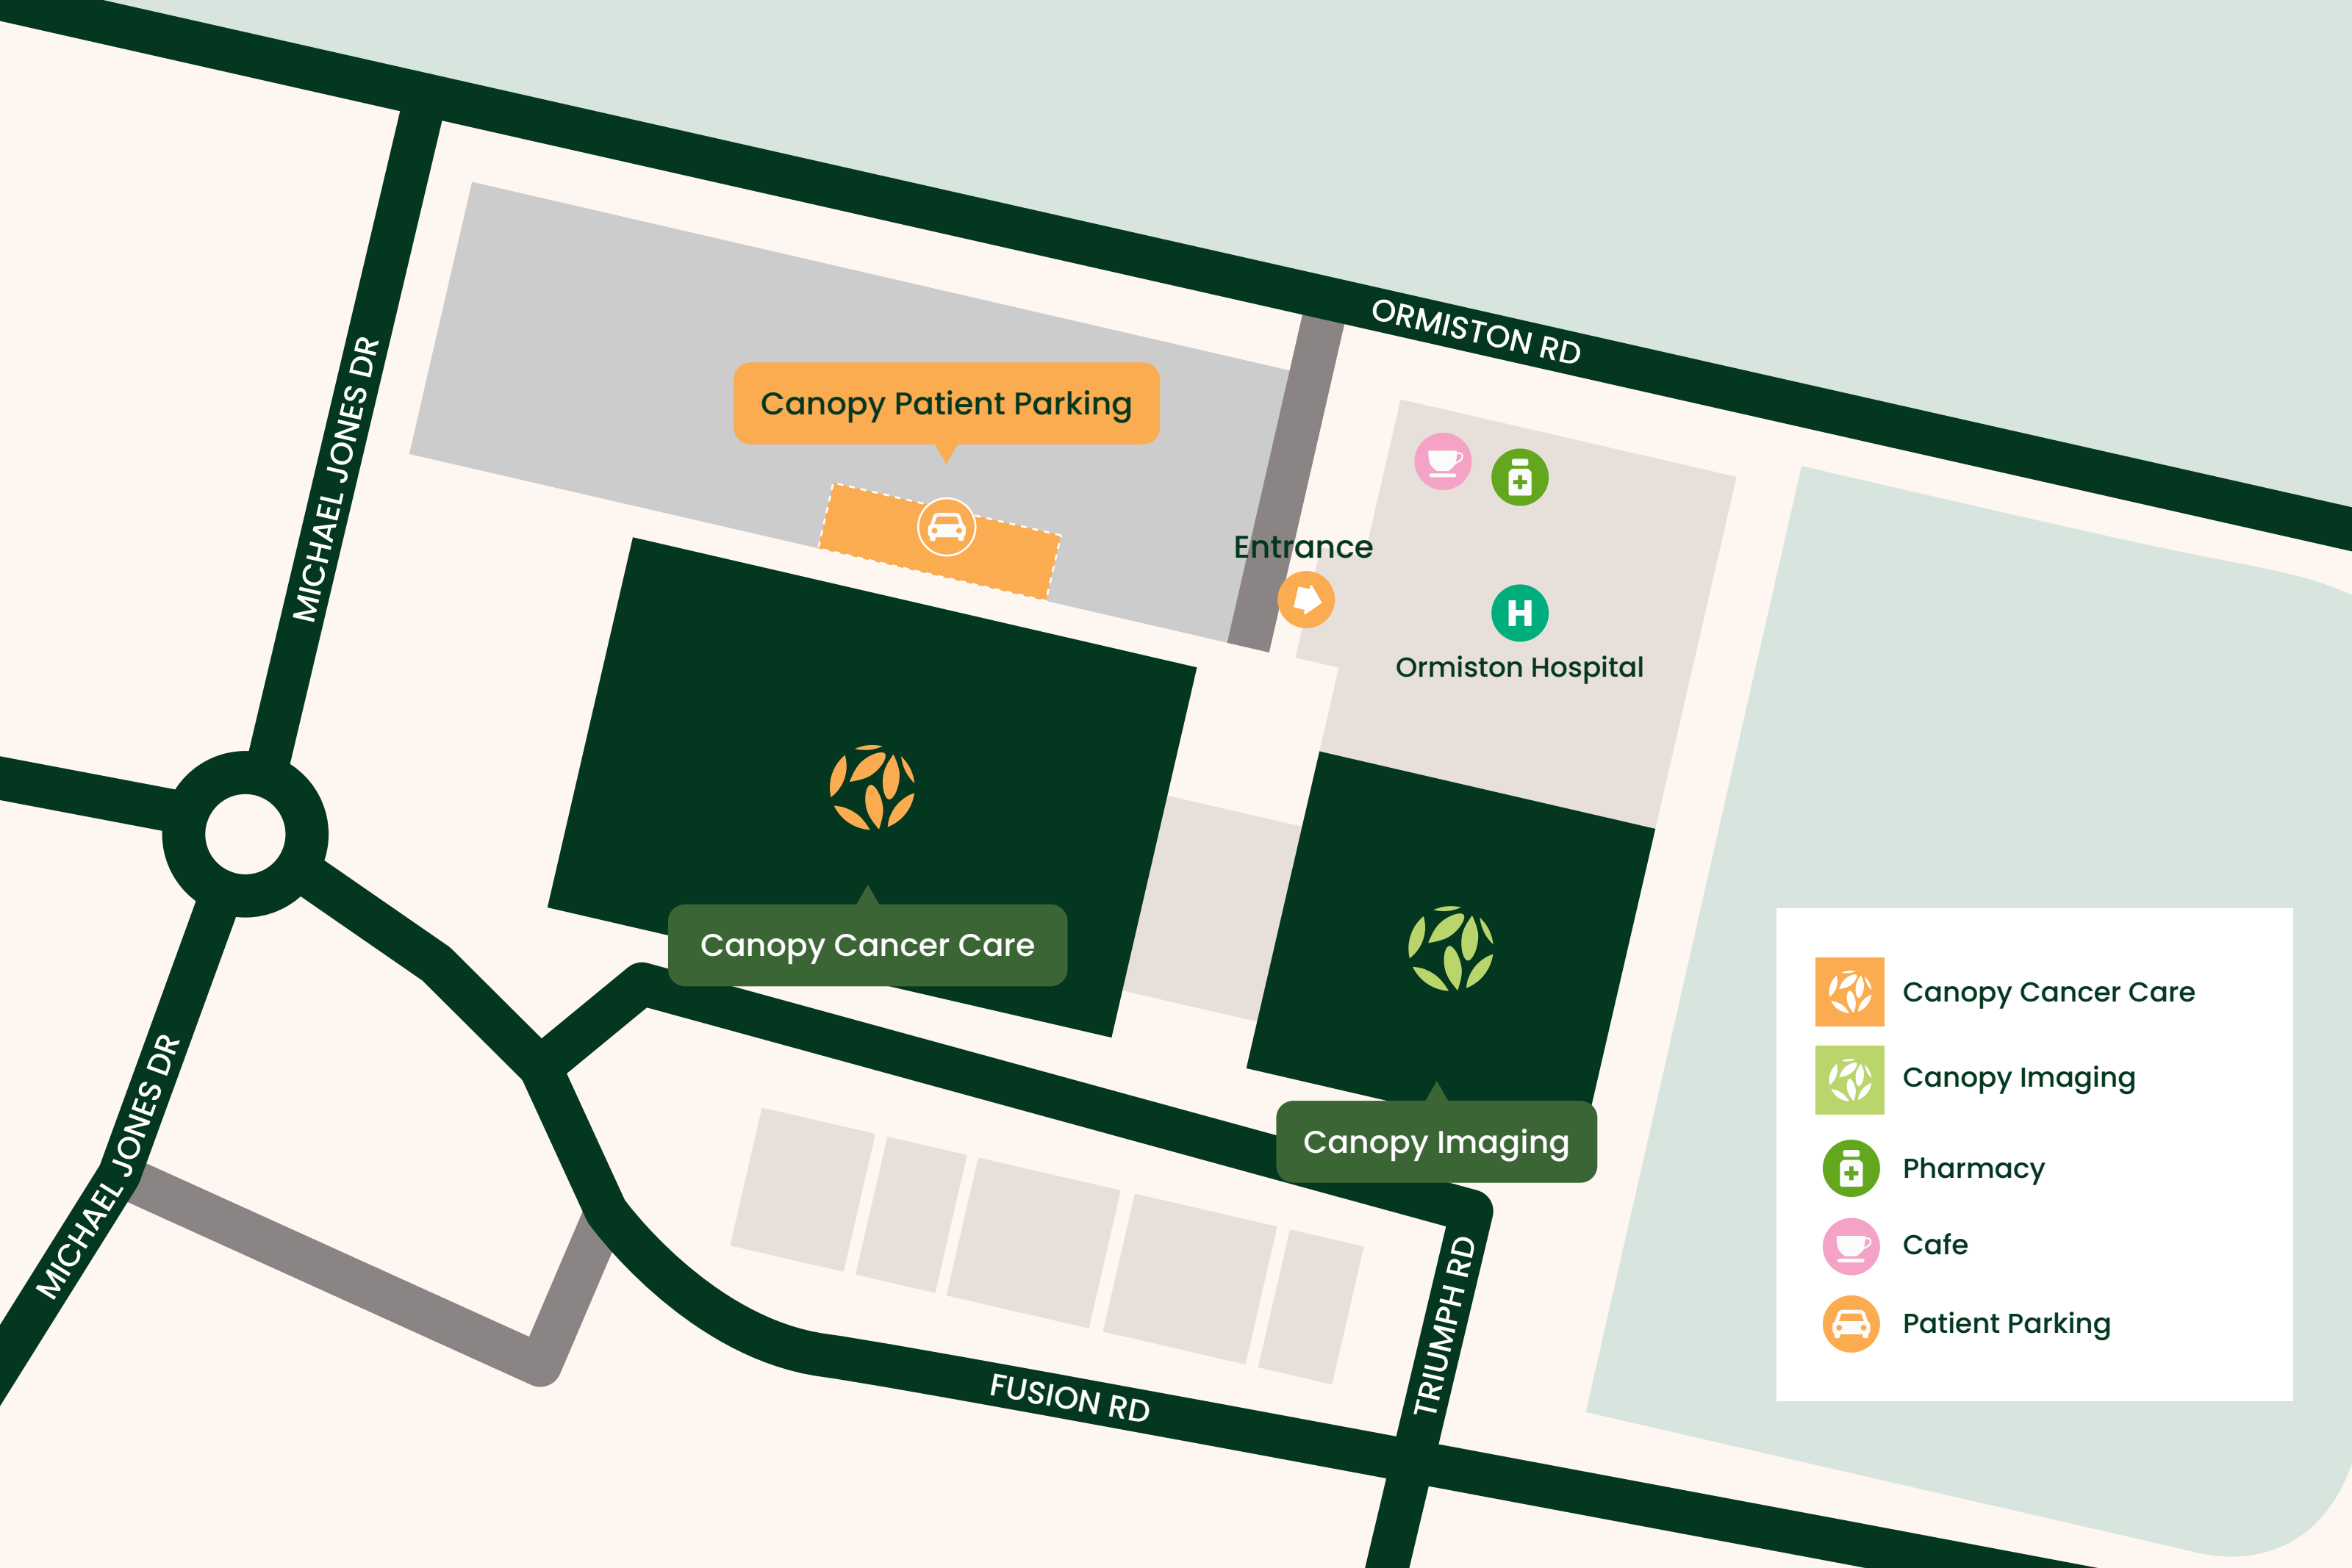 ORMISTON RD
MICHAEL JONES DR
Canopy Patient Parking
Entrance
H
Ormiston Hospital
Canopy Cancer Care
Canopy Imaging
MICHAEL JONES DR
TRIUMPH RD
FUSION RD
Canopy Cancer Care
Canopy Imaging
Pharmacy
Cafe
Patient Parking